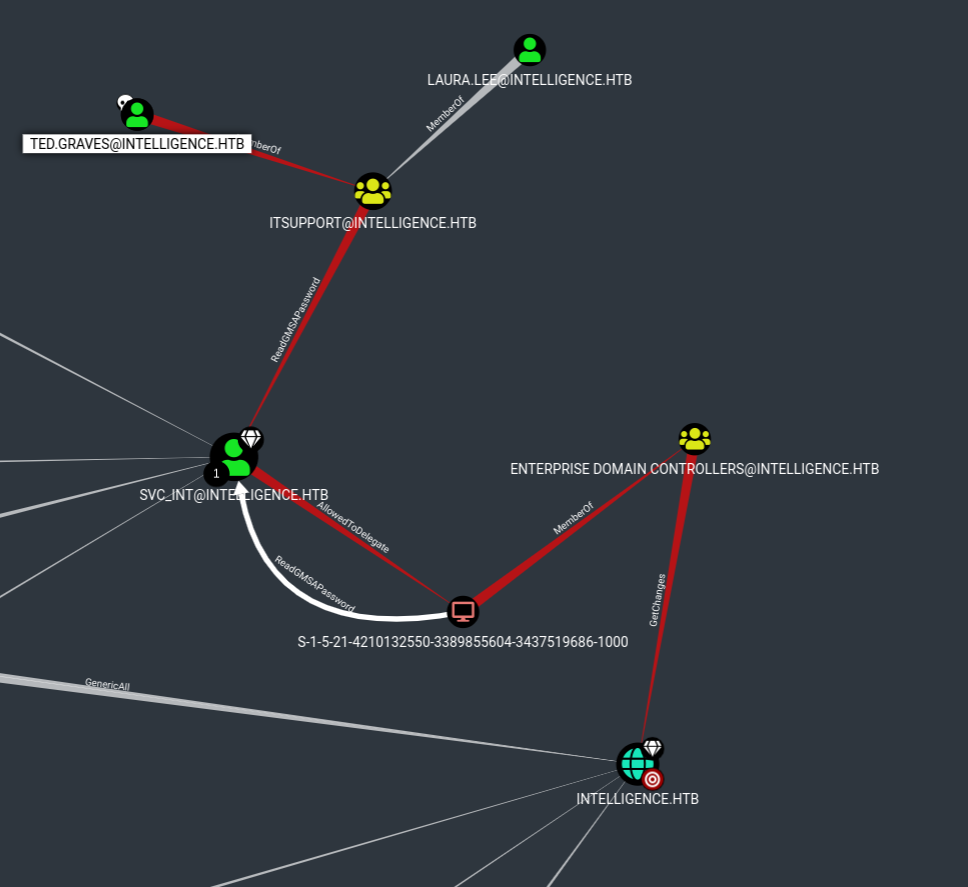 LAURA.LEE@INTELLIGENCE.HTB
MemberOf
TED.GRAVES@INTELLIGENCE.HTB
mberOf
ITSUPPORT@INTELLIGENCE.HTB
ReadGMSAPassword
ENTERPRISE DOMAIN CONTROLLERS@INTELLIGENCE.HTB
1
SVC_INT@INTELLIGENCE.HTB
AllowedToDelegate
MemberOf
ReadGMSAPassword
GetChanges
S-1-5-21-4210132550-3389855604-3437519686-1000
GenericAll
INTELLIGENCE.HTB